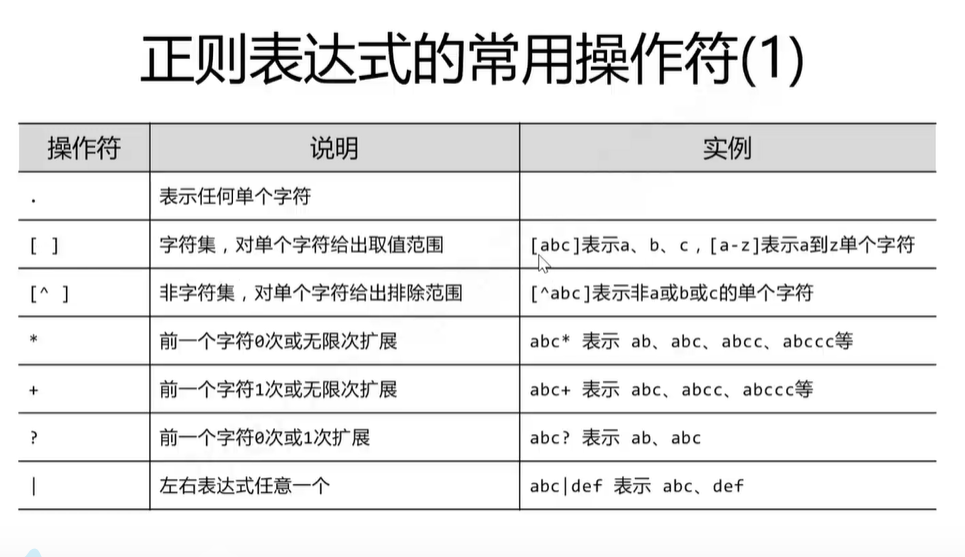 正则表达式的常用操作符(1)
操作符 说明 实例
. 表示任何单个字符
[ ] 字符集，对单个字符给出取值范围 [abc]表示a、b、c，[a-z]表示a到z单个字符
[^ ] 非字符集，对单个字符给出排除范围 [^abc]表示非a或b或c的单个字符
* 前一个字符0次或无限次扩展 abc* 表示 ab、abc、abcc、abccc等
+ 前一个字符1次或无限次扩展 abc+ 表示 abc、abcc、abccc等
? 前一个字符0次或1次扩展 abc? 表示 ab、abc
| 左右表达式任意一个 abc|def 表示 abc、def